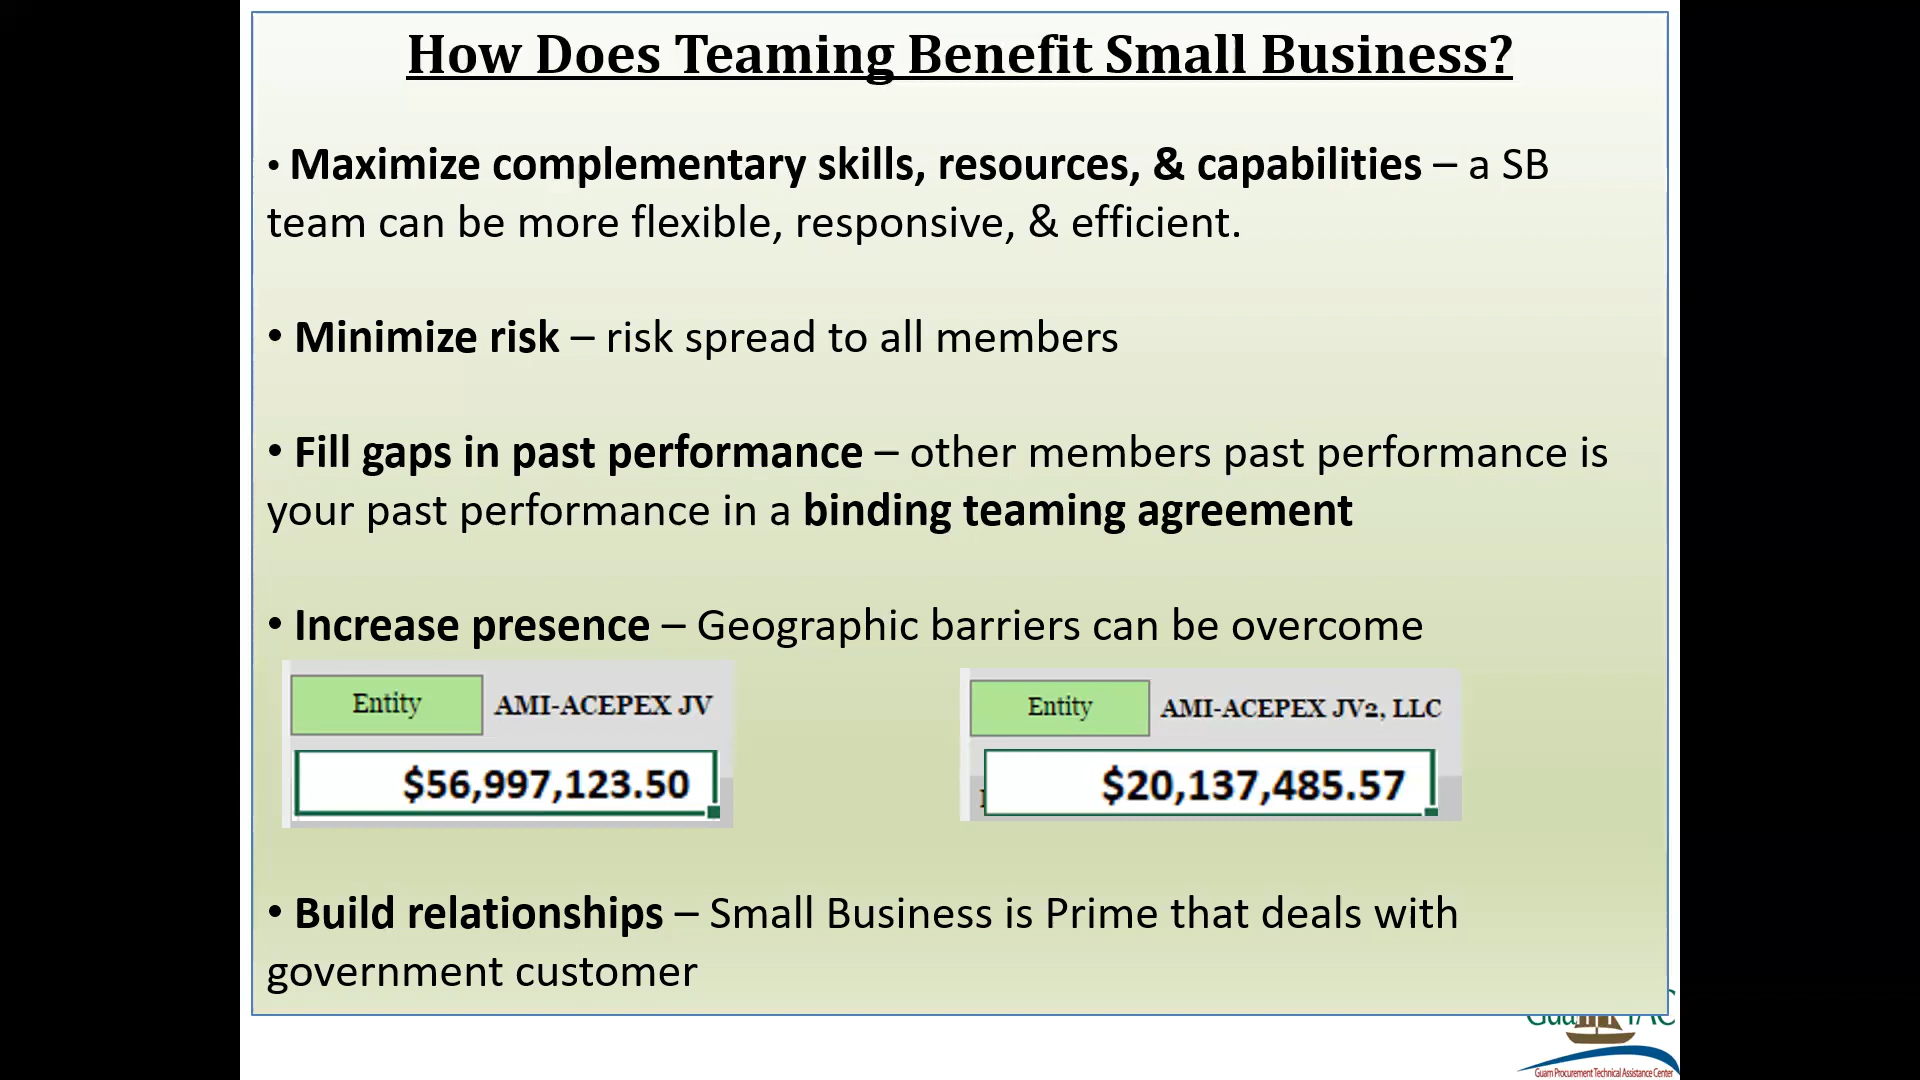 How Does Teaming Benefit Small Business?
• Maximize complementary skills, resources, & capabilities – a SB
team can be more flexible, responsive, & efficient.
• Minimize risk – risk spread to all members
• Fill gaps in past performance – other members past performance is
your past performance in a binding teaming agreement
• Increase presence – Geographic barriers can be overcome
Entity AMI-ACEPEX JV
$56,997,123.50
Entity AMI-ACEPEX JV2, LLC
$20,137,485.57
• Build relationships – Small Business is Prime that deals with
government customer
Guam Procurement Technical Assistance Center